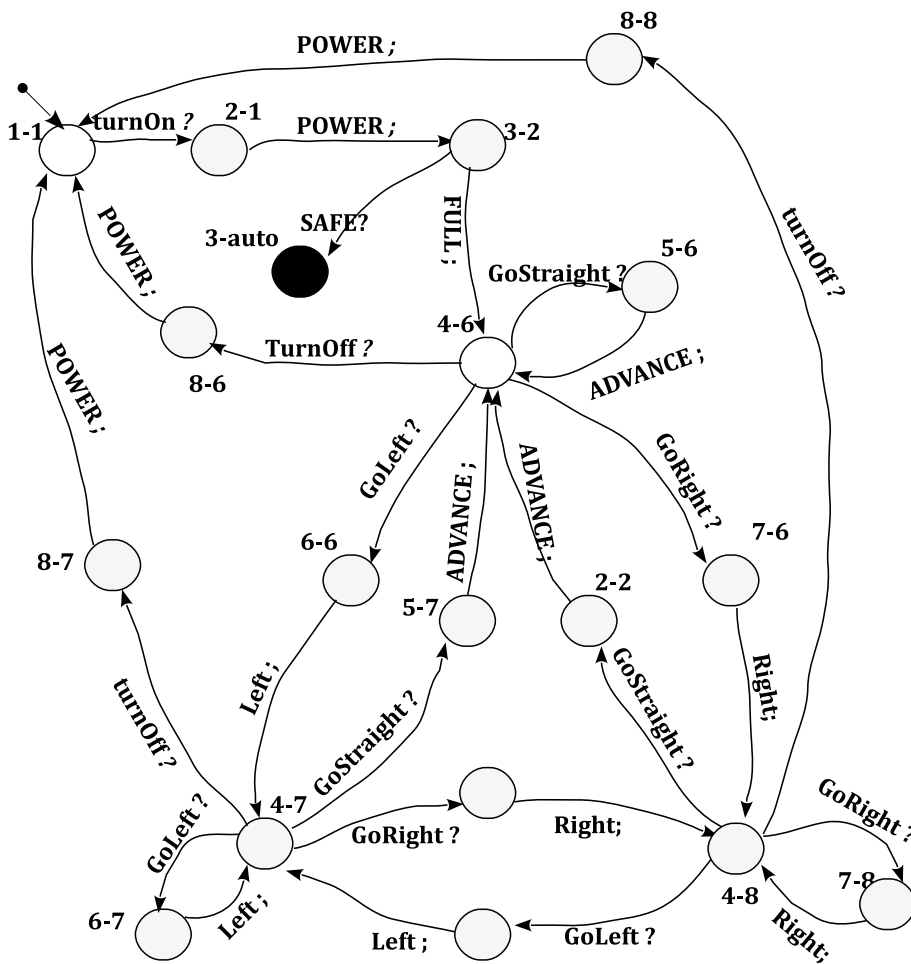 8-8
POWER ;
turnOn ?
2-1
1-1
POWER ;
3-2
SAFE?
3-auto
FULL ;
POWER ;
turnOff ?
5-6
GoStraight ?
4-6
TurnOff ?
8-6
ADVANCE ;
POWER ;
GoLeft ?
ADVANCE ;
ADVANCE ;
GoRight ?
7-6
8-7
6-6
5-7
2-2
Left ;
GoStraight ?
GoStraight ?
Right;
turnOff ?
4-7
GoLeft ?
GoRight ?
Right;
GoRight ?
7-8
4-8
6-7
Left ;
Left ;
GoLeft ?
Right;